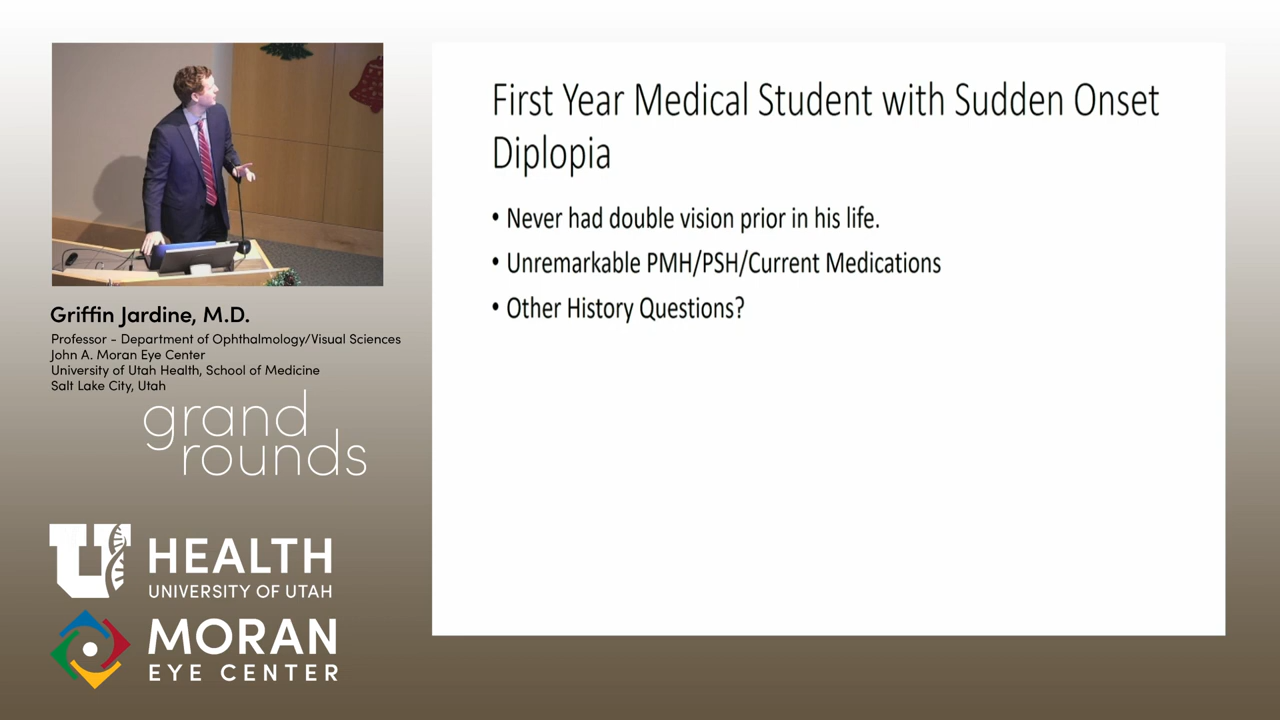 First Year Medical Student with Sudden Onset
Diplopia
• Never had double vision prior in his life.
• Unremarkable PMH/PSH/Current Medications
• Other History Questions?
Griffin Jardine, M.D.
Professor - Department of Ophthalmology/Visual Sciences
John A. Moran Eye Center
University of Utah Health, School of Medicine
Salt Lake City, Utah
grand
rounds
U HEALTH
UNIVERSITY OF UTAH
MORAN
EYE CENTER